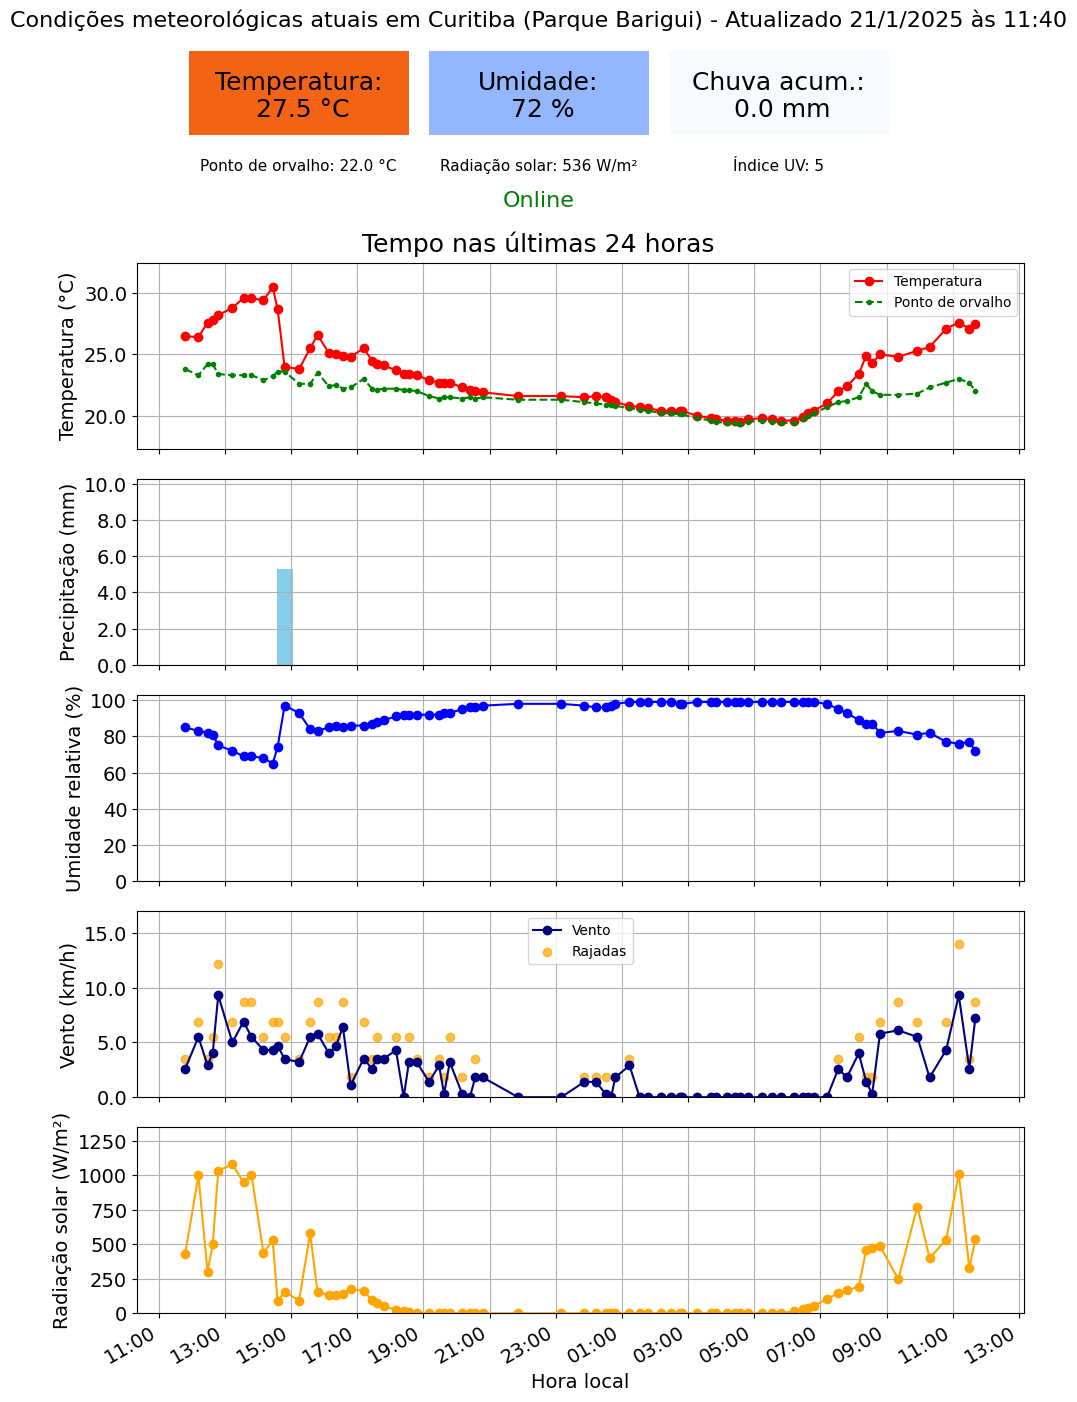 Condições meteorológicas atuais em Curitiba (Parque Barigui) - Atualizado 21/1/2025 às 11:40
Temperatura:
27.5 °C
Umidade:
72 %
Chuva acum.:
0.0 mm
Ponto de orvalho: 22.0 °C
Radiação solar: 536 W/m²
Índice UV: 5
Online
Tempo nas últimas 24 horas
Temperatura (°C)
30.0
25.0
20.0
Temperatura
Ponto de orvalho
Precipitação (mm)
10.0
8.0
6.0
4.0
2.0
0.0
Umidade relativa (%)
100
80
60
40
20
0
Vento (km/h)
15.0
10.0
5.0
0.0
Vento
Rajadas
Radiação solar (W/m²)
1250
1000
750
500
250
0
11:00
13:00
15:00
17:00
19:00
21:00
23:00
01:00
03:00
05:00
07:00
09:00
11:00
13:00
Hora local